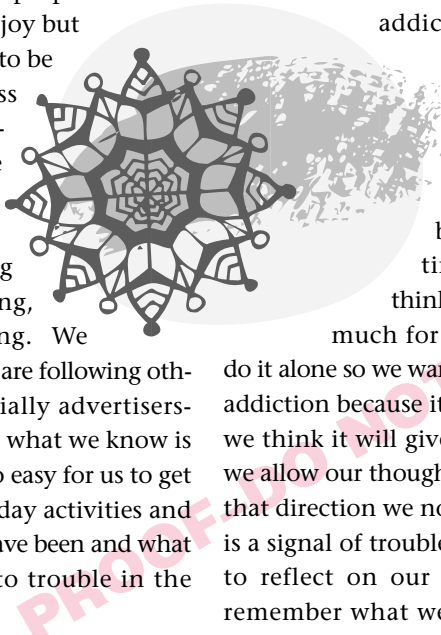 joy but
to be
ss
-
e
g
ng,
ng. We
are following oth-
ially advertisers-
what we know is
o easy for us to get
day activities and
ave been and what
to trouble in the
addic
b
ti
think
much for
do it alone so we wa
addiction because it
we think it will give
we allow our though
that direction we no
is a signal of trouble
to reflect on our
remember what we
PROOF- DO NOT